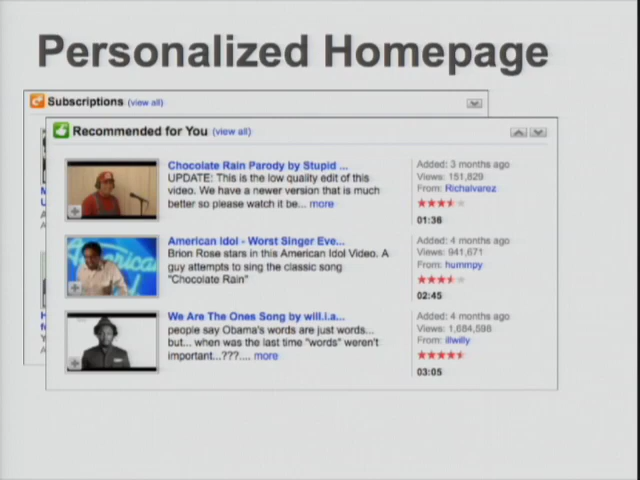 Personalized Homepage
Subscriptions (view all)
Recommended for You (view all)
Chocolate Rain Parody by Stupid ...
UPDATE: This is the low quality edit of this
video. We have a newer version that is much
better so please watch it be... more
Added: 3 months ago
Views: 151,829
From: Richalvarez
01:36
American Idol - Worst Singer Eve...
Brion Rose stars in this American Idol Video. A
guy attempts to sing the classic song
"Chocolate Rain"
Added: 4 months ago
Views: 941,671
From: hummpy
02:45
We Are The Ones Song by will.i.a...
people say Obama's words are just words...
but... when was the last time "words" weren't
important...???.... more
Added: 4 months ago
Views: 1,684,598
From: illwilly
03:05